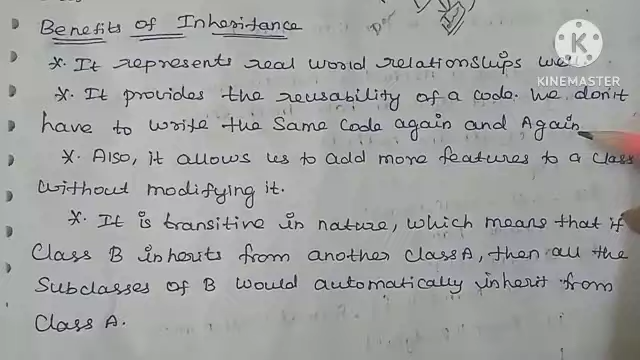 Benefits of Inheritance
*. It represents real world relationships
KINEMASTER
*. It provides the reusability of a code. We don't
have to write the Same code again and Again
*. Also, it allows us to add more features to a class
without modifying it.
*. It is transitive in nature, which means that if
Class B inherits from another class A, then all the
Subclasses of B would automatically inherit from
Class A.